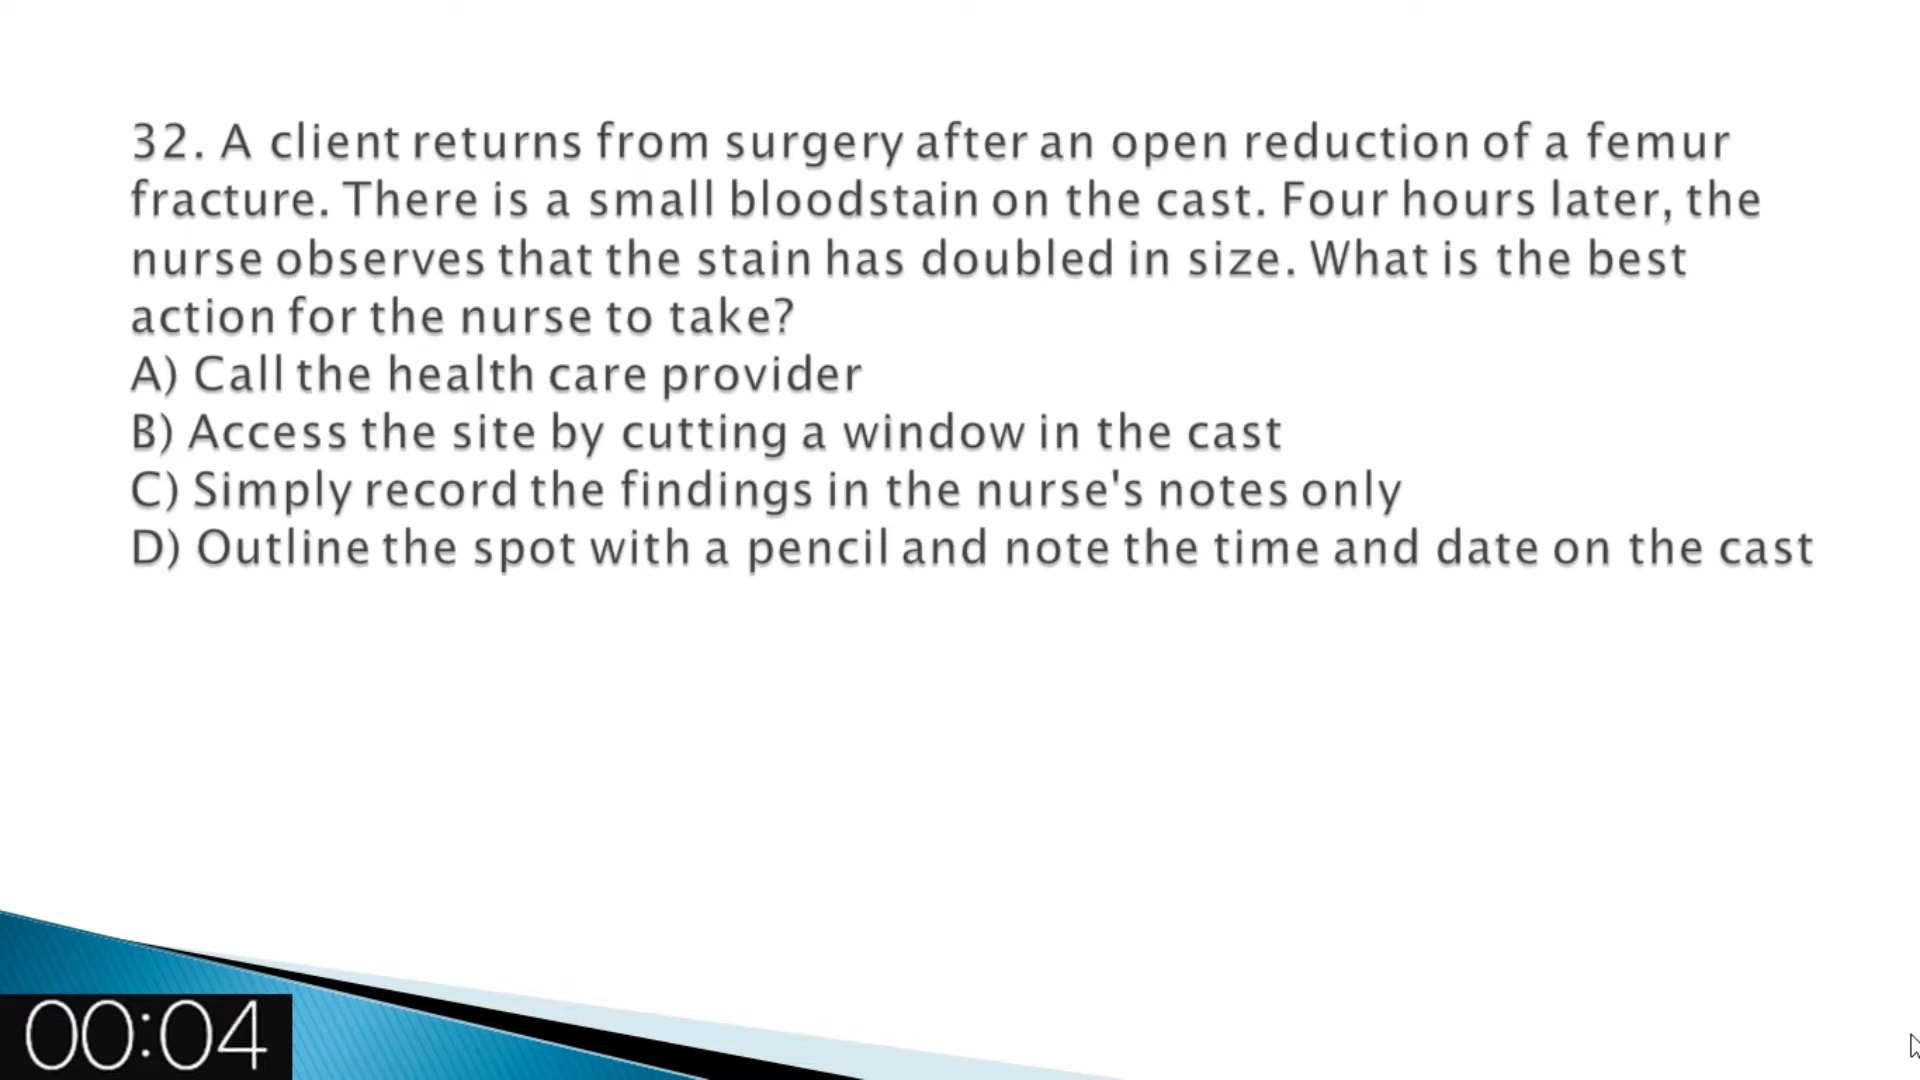 32. A client returns from surgery after an open reduction of a femur
fracture. There is a small bloodstain on the cast. Four hours later, the
nurse observes that the stain has doubled in size. What is the best
action for the nurse to take?
A) Call the health care provider
B) Access the site by cutting a window in the cast
C) Simply record the findings in the nurse's notes only
D) Outline the spot with a pencil and note the time and date on the cast
00:04